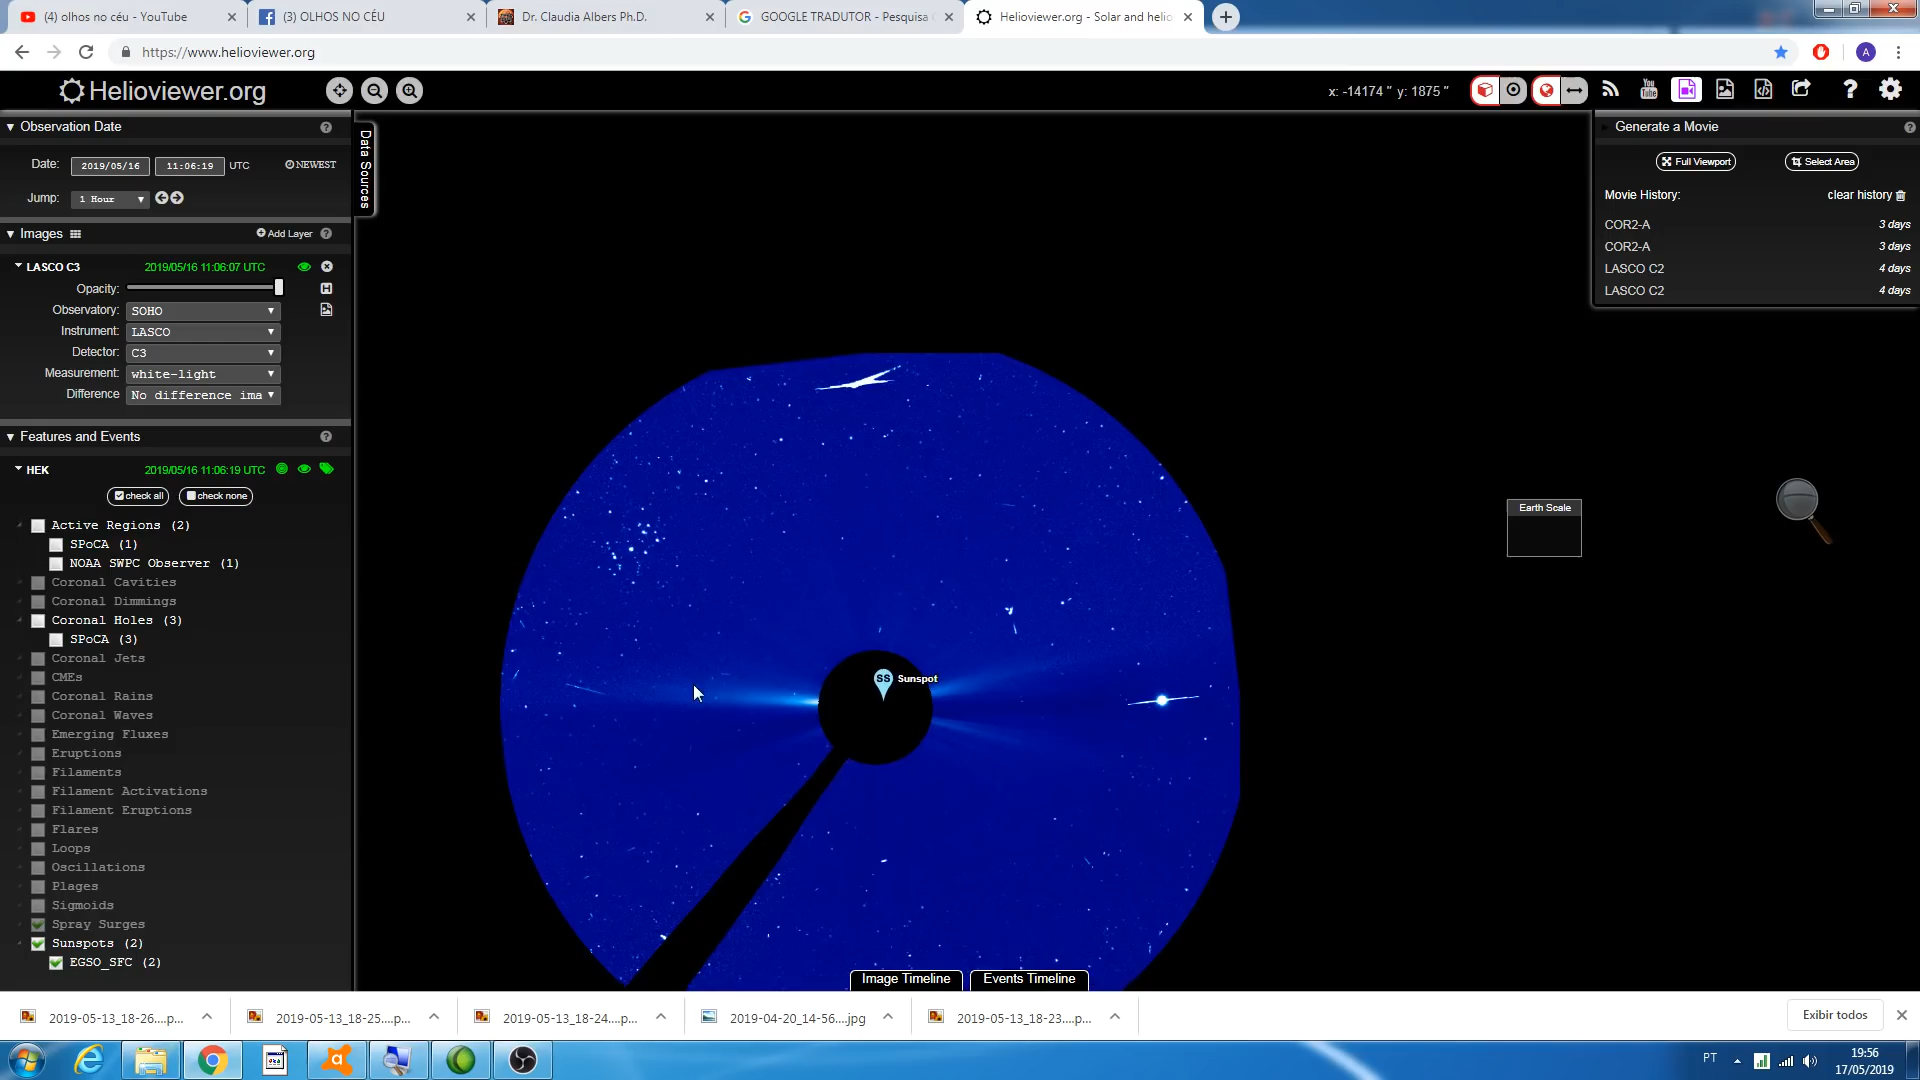 (4) olhos no céu - YouTube
(3) OLHOS NO CÉU
Dr. Claudia Albers Ph.D.
GOOGLE TRADUTOR - Pesquisa
Helioviewer.org - Solar and helio
https://www.helioviewer.org
A
Helioviewer.org
x: -14174 " y: 1875 "
Observation Date
Date: 2019/05/16 11:06:19 UTC NEWEST
Jump: 1 Hour
Data Sources
Images
Add Layer
LASCO C3 2019/05/16 11:06:07 UTC
Opacity:
Observatory: SOHO
Instrument: LASCO
Detector: C3
Measurement: white-light
Difference No difference ima
Features and Events
HEK 2019/05/16 11:06:19 UTC
check all check none
Active Regions (2)
SPoCA (1)
NOAA SWPC Observer (1)
Coronal Cavities
Coronal Dimmings
Coronal Holes (3)
SPoCA (3)
Coronal Jets
CMEs
Coronal Rains
Coronal Waves
Emerging Fluxes
Eruptions
Filaments
Filament Activations
Filament Eruptions
Flares
Loops
Oscillations
Plages
Sigmoids
Spray Surges
Sunspots (2)
EGSO_SFC (2)
SS Sunspot
Earth Scale
Generate a Movie
Full Viewport Select Area
Movie History: clear history
COR2-A 3 days
COR2-A 3 days
LASCO C2 4 days
LASCO C2 4 days
Image Timeline Events Timeline
2019-05-13_18-26....p...
2019-05-13_18-25....p...
2019-05-13_18-24....p...
2019-04-20_14-56....jpg
2019-05-13_18-23....p...
Exibir todos
PT
19:56
17/05/2019